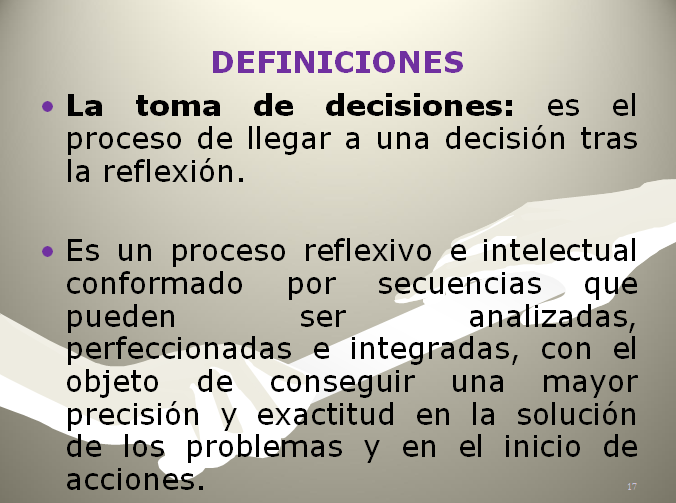 DEFINICIONES
• La toma de decisiones: es el
proceso de llegar a una decisión tras
la reflexión.
• Es un proceso reflexivo e intelectual
conformado por secuencias que
pueden ser analizadas,
perfeccionadas e integradas, con el
objeto de conseguir una mayor
precisión y exactitud en la solución
de los problemas y en el inicio de
acciones.
17